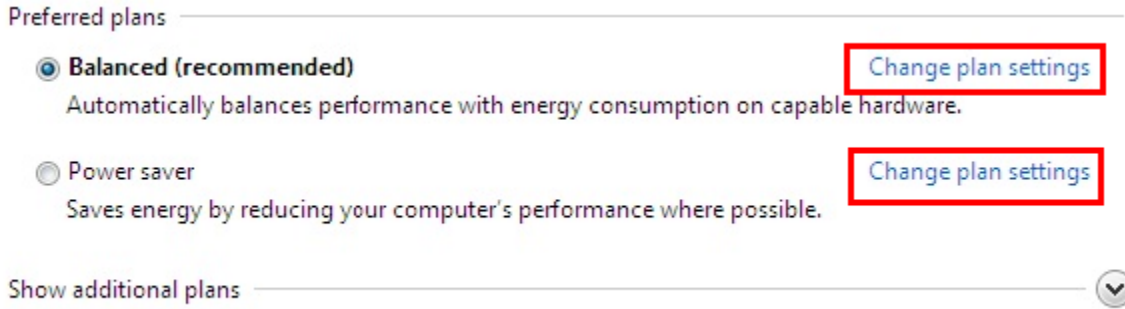 Preferred plans
Balanced (recommended) Change plan settings
Automatically balances performance with energy consumption on capable hardware.
Power saver Change plan settings
Saves energy by reducing your computer's performance where possible.
Show additional plans